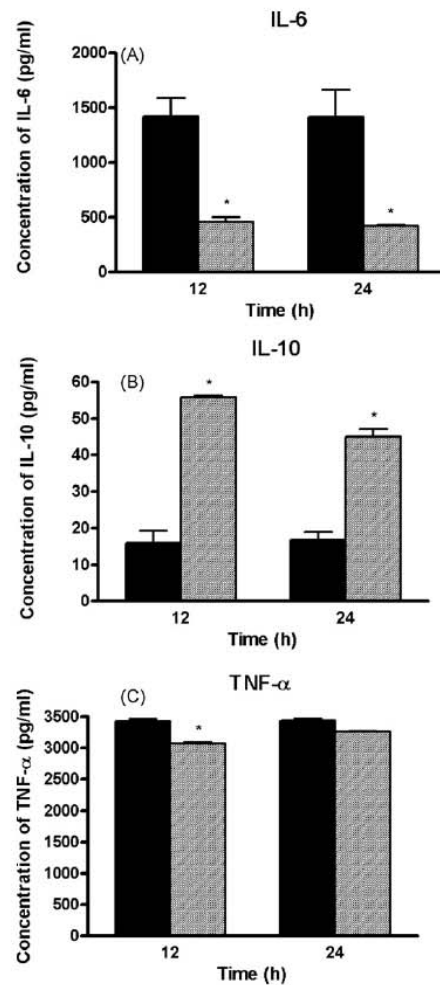 IL-6
(A)
Concentration of IL-6 (pg/ml)
2000
1500
1000
500
0
*
*
12
24
Time (h)
IL-10
(B)
Concentration of IL-10 (pg/ml)
60
50
40
30
20
10
0
*
*
12
24
Time (h)
TNF-α
(C)
Concentration of TNF-α (pg/ml)
3500
3000
2500
2000
1500
1000
500
0
*
12
24
Time (h)